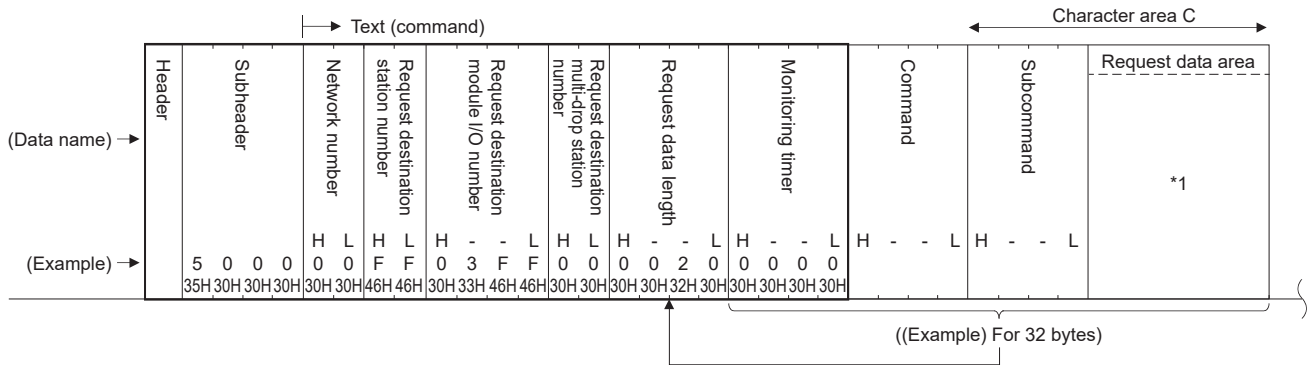 Character area C
Text (command)
Header
Subheader
Network number
Request destination
station number
Request destination
module I/O number
Request destination
multi-drop station
number
Request data length
Monitoring timer
Command
Subcommand
Request data area
(Data name)
*1
H L H L H - - L H L H - - L H - - L H - - L H - - L
(Example) 5 0 0 0 0 0 F F 0 3 F F 0 0 0 0 2 0 0 0 0 0
35H 30H 30H 30H 30H 30H 46H 46H 30H 33H 46H 46H 30H 30H 30H 30H 32H 30H 30H 30H 30H 30H
((Example) For 32 bytes)